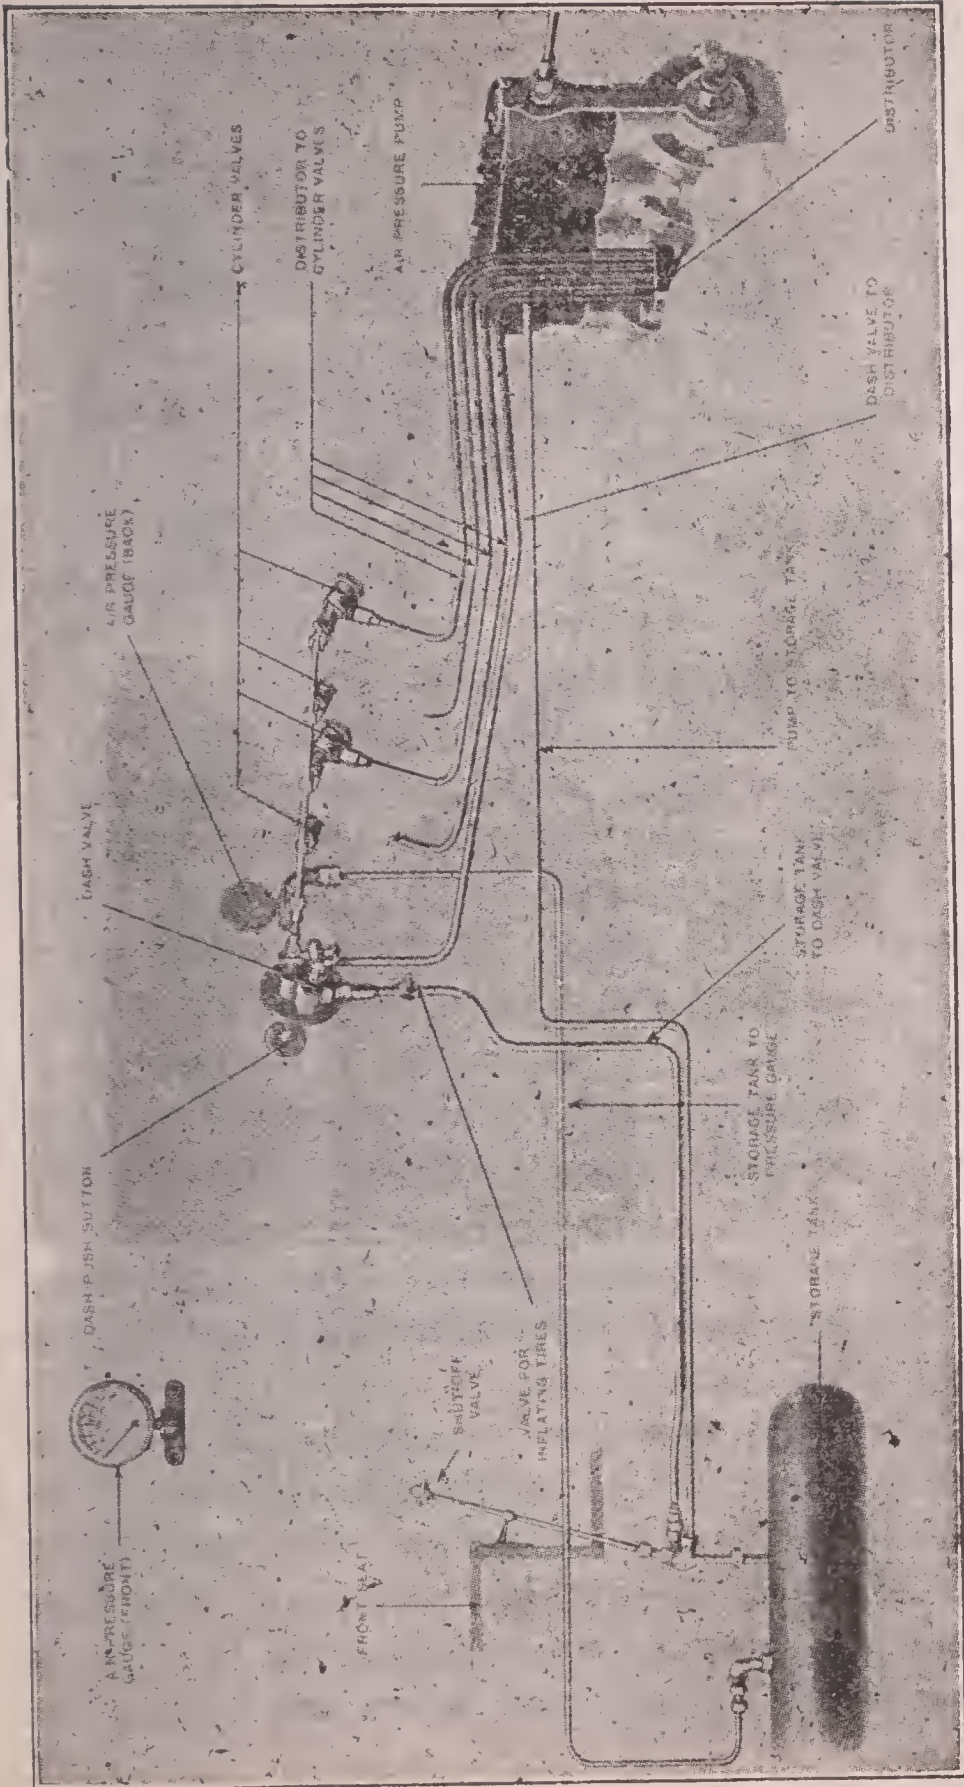 AIR PRESSURE
GAUGE (FRONT)
DASH PUSH BUTTON
DASH VALVE
AIR PRESSURE
GAUGE (BACK)
CYLINDER VALVES
DISTRIBUTOR TO
CYLINDER VALVES
AIR PRESSURE PUMP
FRONT SEAT
SHUTOFF
VALVE
VALVE FOR
INFLATING TIRES
STORAGE TANK
STORAGE TANK TO
PRESSURE GAUGE
STORAGE TANK
TO DASH VALVE
PUMP TO STORAGE TANK
DASH VALVE TO
DISTRIBUTOR
DISTRIBUTOR